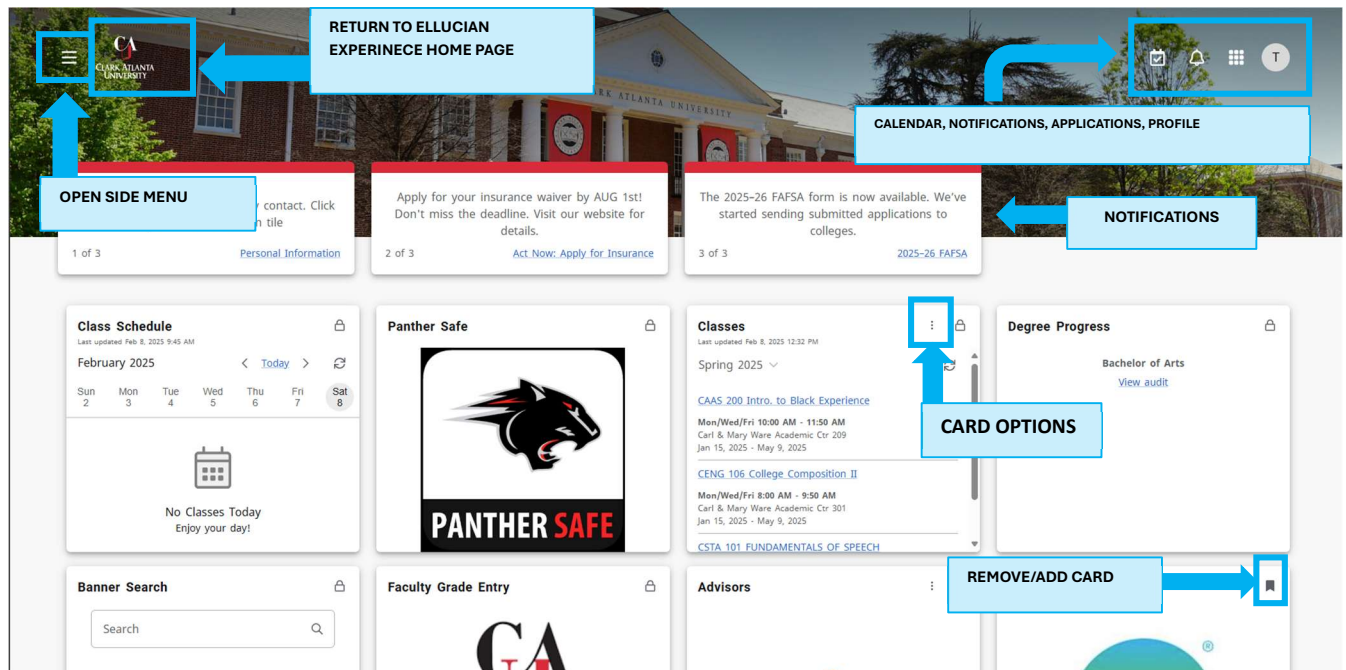 RETURN TO ELLUCIAN
EXPERINECE HOME PAGE
CA
CLARK ATLANTA
UNIVERSITY
T
RK ATLANTA UNIVERSITY
CALENDAR, NOTIFICATIONS, APPLICATIONS, PROFILE
OPEN SIDE MENU
NOTIFICATIONS
contact. Click
tile
1 of 3
Personal Information
Apply for your insurance waiver by AUG 1st!
Don't miss the deadline. Visit our website for
details.
2 of 3
Act Now: Apply for Insurance
The 2025–26 FAFSA form is now available. We've
started sending submitted applications to
colleges.
3 of 3
2025–26 FAFSA
Class Schedule
Last updated Feb 8, 2025 9:45 AM
February 2025
Today
Sun Mon Tue Wed Thu Fri Sat
2 3 4 5 6 7 8
No Classes Today
Enjoy your day!
Panther Safe
PANTHER SAFE
Classes
Last updated Feb 8, 2025 12:32 PM
Spring 2025
CAAS 200 Intro. to Black Experience
Mon/Wed/Fri 10:00 AM - 11:50 AM
Carl & Mary Ware Academic Ctr 209
Jan 15, 2025 - May 9, 2025
CENG 106 College Composition II
Mon/Wed/Fri 8:00 AM - 9:50 AM
Carl & Mary Ware Academic Ctr 301
Jan 15, 2025 - May 9, 2025
CSTA 101 FUNDAMENTALS OF SPEECH
CARD OPTIONS
Degree Progress
Bachelor of Arts
View audit
Banner Search
Search
Faculty Grade Entry
CA
Advisors
REMOVE/ADD CARD
®